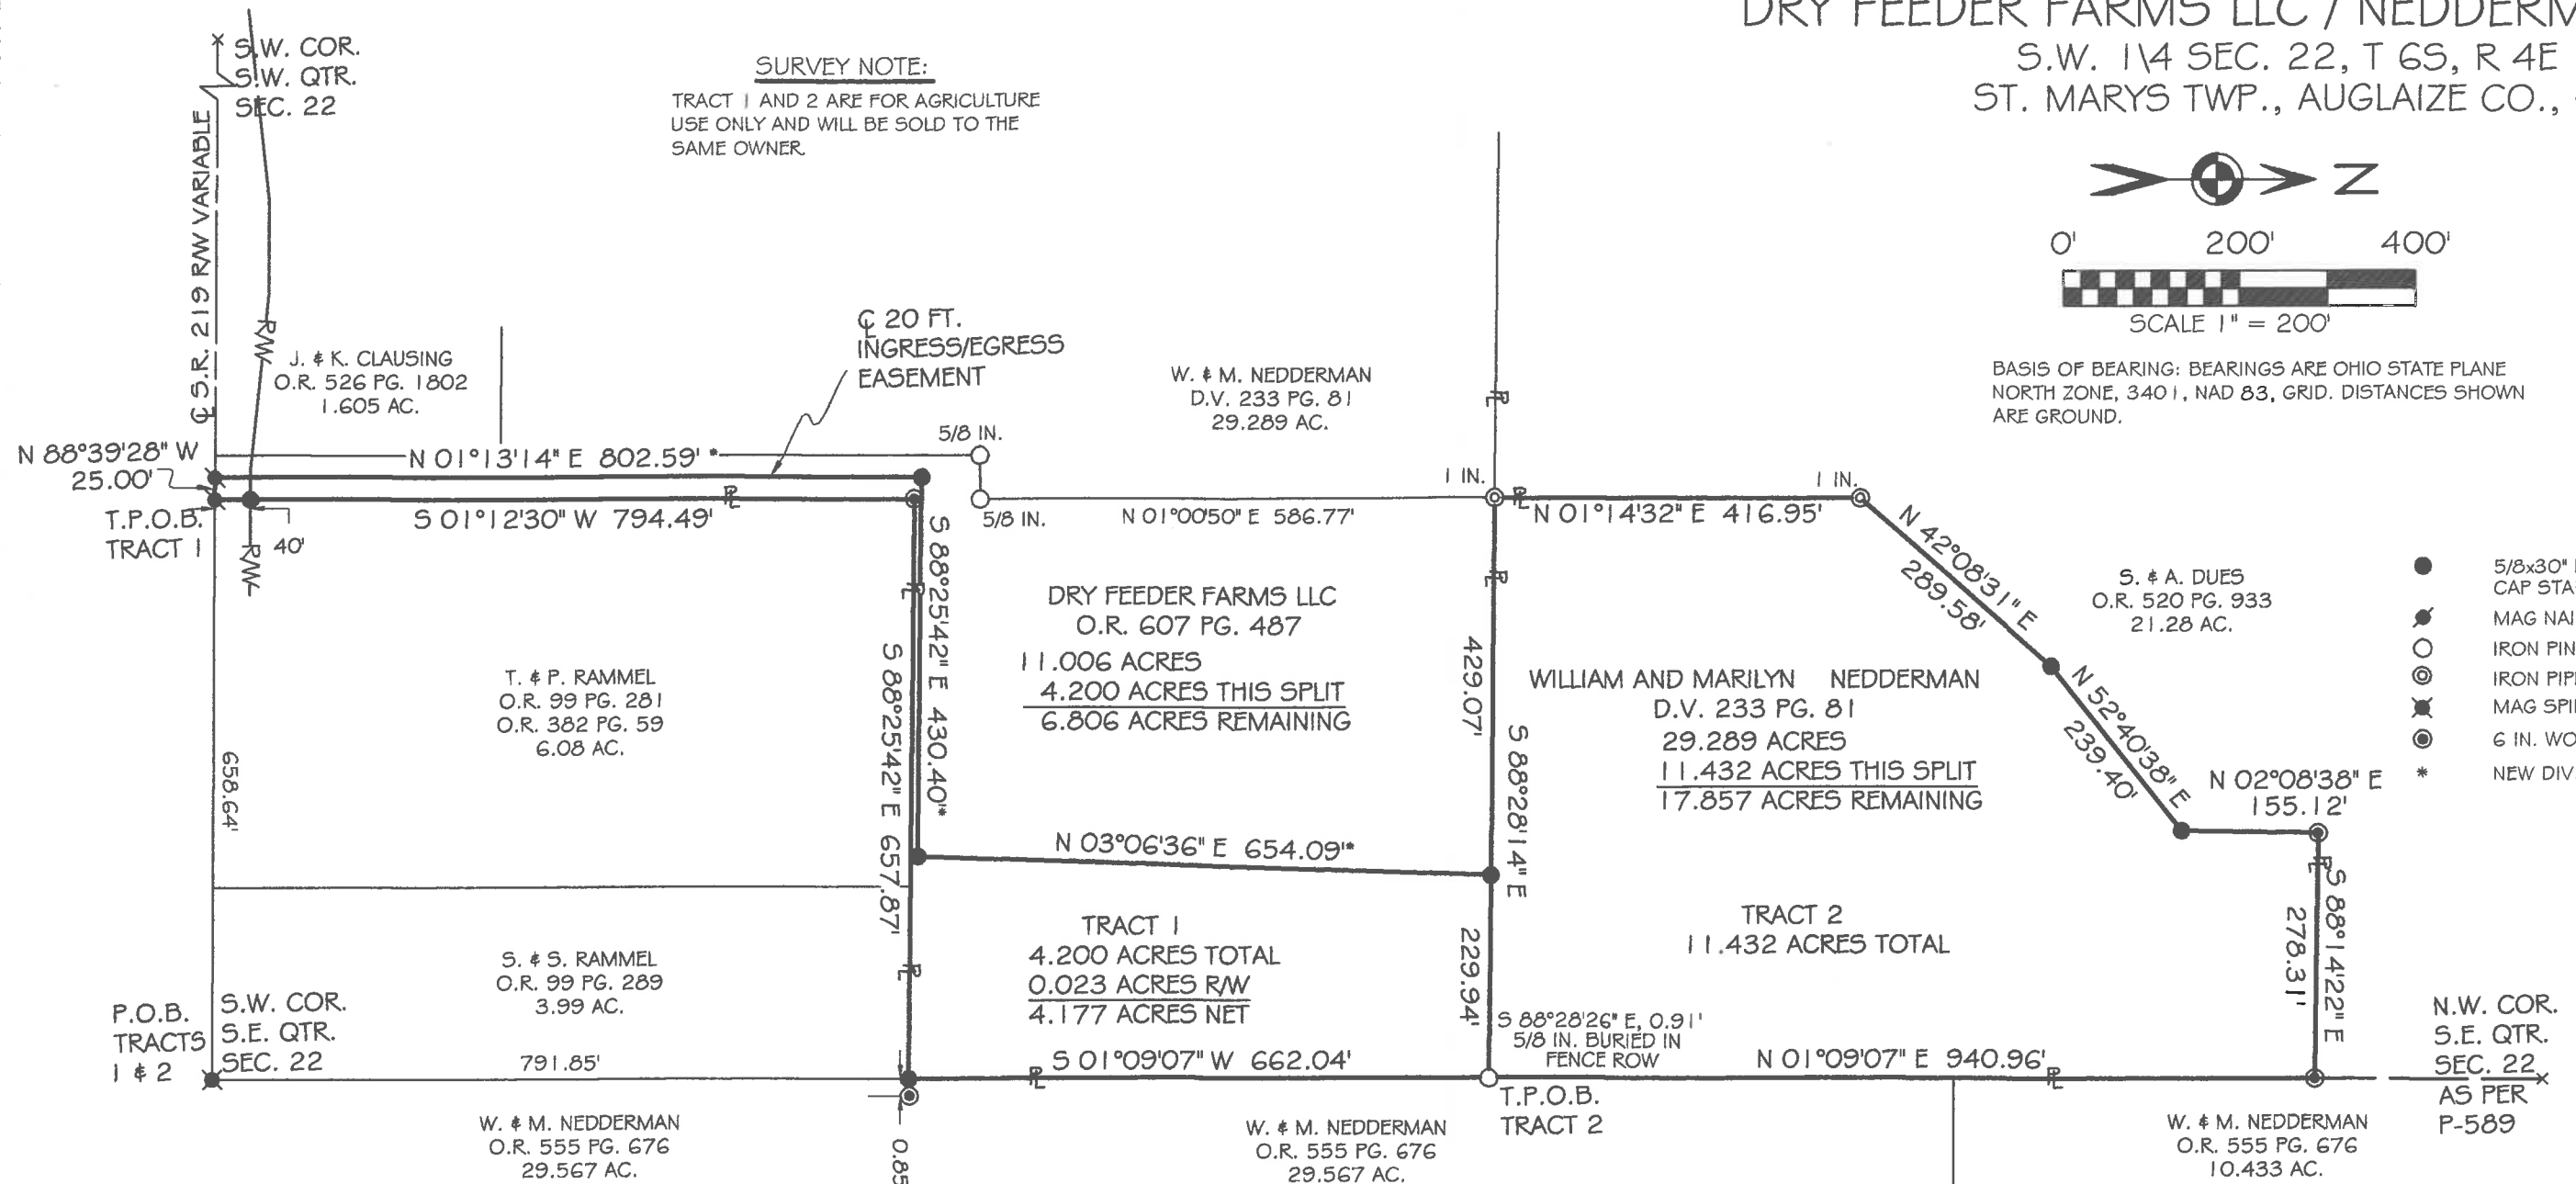 DRY FEEDER FARMS LLC /
S.W. 1\4 SEC. 22, T 6S, R 4E
ST. MARYS TWP., AUGLAIZE CO.,
S.W. COR.
S.W. QTR.
SEC. 22
SURVEY NOTE:
TRACT 1 AND 2 ARE FOR AGRICULTURE
USE ONLY AND WILL BE SOLD TO THE
SAME OWNER.
Z
0' 200' 400'
SCALE 1" = 200'
BASIS OF BEARING: BEARINGS ARE OHIO STATE PLANE
NORTH ZONE, 3401, NAD 83, GRID. DISTANCES SHOWN
ARE GROUND.
℄ S.R. 219 R/W VARIABLE
R/W
J. & K. CLAUSING
O.R. 526 PG. 1802
1.605 AC.
℄ 20 FT.
INGRESS/EGRESS
EASEMENT
W. & M. NEDDERMAN
D.V. 233 PG. 81
29.289 AC.
N 88°39'28" W
25.00'
N 01°13'14" E 802.59' *
5/8 IN.
5/8 IN.
1 IN.
1 IN.
T.P.O.B.
TRACT 1
40'
R/W
S 01°12'30" W 794.49'
N 01°00'50" E 586.77'
N 01°14'32" E 416.95'
N 42°08'31" E
289.58'
S. & A. DUES
O.R. 520 PG. 933
21.28 AC.
N 52°40'38" E
239.40'
N 02°08'38" E
155.12'
5/8x30"
CAP
MAG
IRON PIN
IRON
MAG
6 IN.
* NEW
S 88°25'42" E 430.40'*
S 88°25'42" E 657.87'
DRY FEEDER FARMS LLC
O.R. 607 PG. 487
11.006 ACRES
4.200 ACRES THIS SPLIT
6.806 ACRES REMAINING
429.07'
S 88°28'14" E
229.94'
WILLIAM AND MARILYN NEDDERMAN
D.V. 233 PG. 81
29.289 ACRES
11.432 ACRES THIS SPLIT
17.857 ACRES REMAINING
T. & P. RAMMEL
O.R. 99 PG. 281
O.R. 382 PG. 59
6.08 AC.
658.64'
N 03°06'36" E 654.09'*
S 88°14'22" E
278.31'
TRACT 1
4.200 ACRES TOTAL
0.023 ACRES R/W
4.177 ACRES NET
TRACT 2
11.432 ACRES TOTAL
S. & S. RAMMEL
O.R. 99 PG. 289
3.99 AC.
P.O.B.
TRACTS
1 & 2
S.W. COR.
S.E. QTR.
SEC. 22
791.85'
S 01°09'07" W 662.04'
S 88°28'26" E, 0.91'
5/8 IN. BURIED IN
FENCE ROW
N 01°09'07" E 940.96'
N.W. COR.
S.E. QTR.
SEC. 22
AS PER
P-589
T.P.O.B.
TRACT 2
0.85
W. & M. NEDDERMAN
O.R. 555 PG. 676
29.567 AC.
W. & M. NEDDERMAN
O.R. 555 PG. 676
29.567 AC.
W. & M. NEDDERMAN
O.R. 555 PG. 676
10.433 AC.